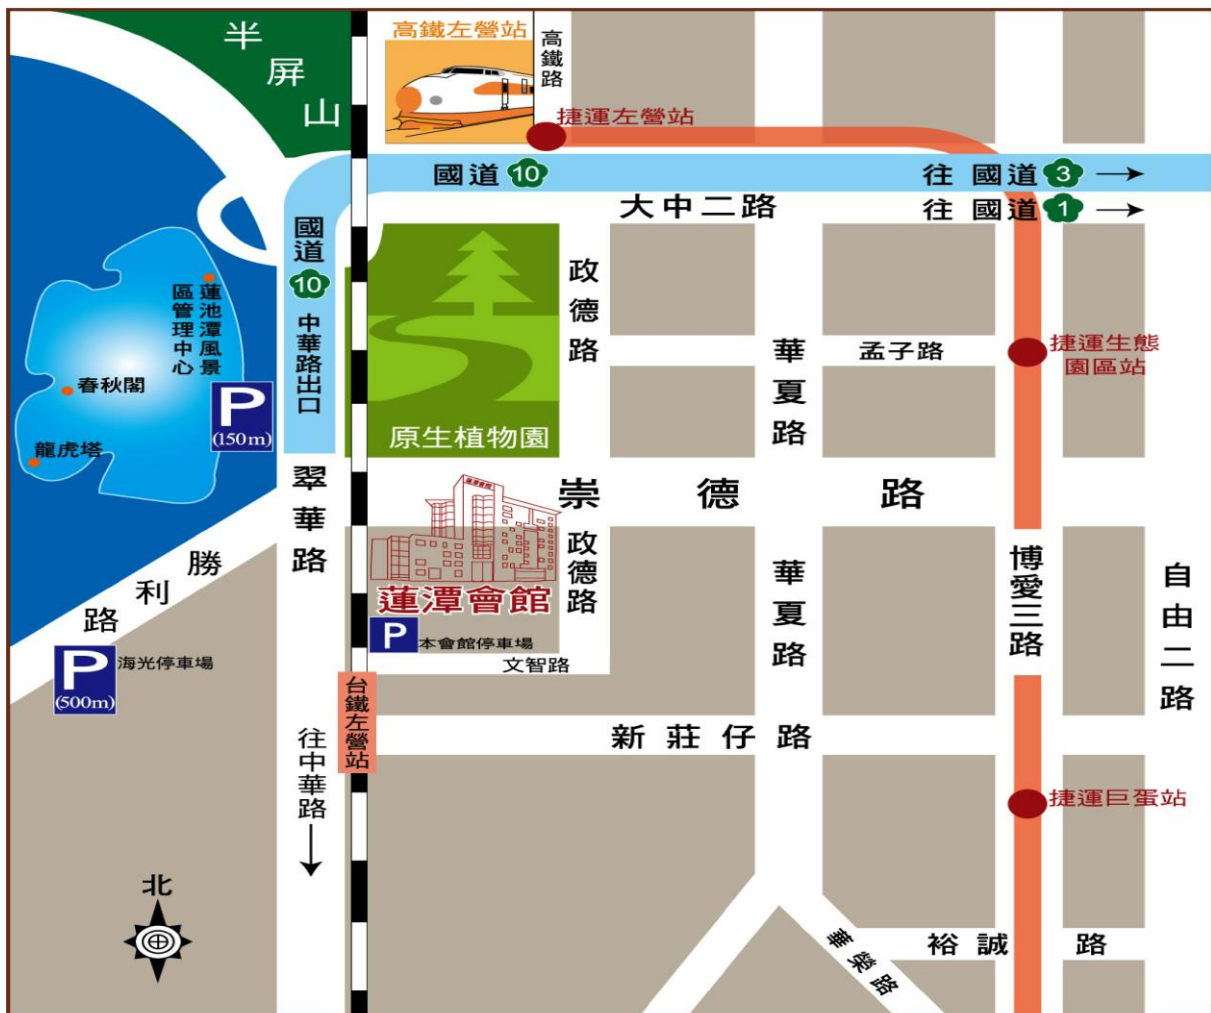 半屏山
高鐵左營站
高鐵路
捷運左營站
國道 10
往 國道 3
大中二路
往 國道 1
國道 10 中華路出口
蓮池潭風景
區管理中心
春秋閣
龍虎塔
P
(150m)
原生植物園
政德路
華夏路
孟子路
捷運生態
園區站
崇德路
翠華路
勝利路
蓮潭會館
蓮潭會館
P
本會館停車場
政德路
華夏路
博愛三路
自由二路
文智路
P
(500m)
海光停車場
台鐵左營站
新莊仔路
往中華路
捷運巨蛋站
北
華榮路
裕誠路